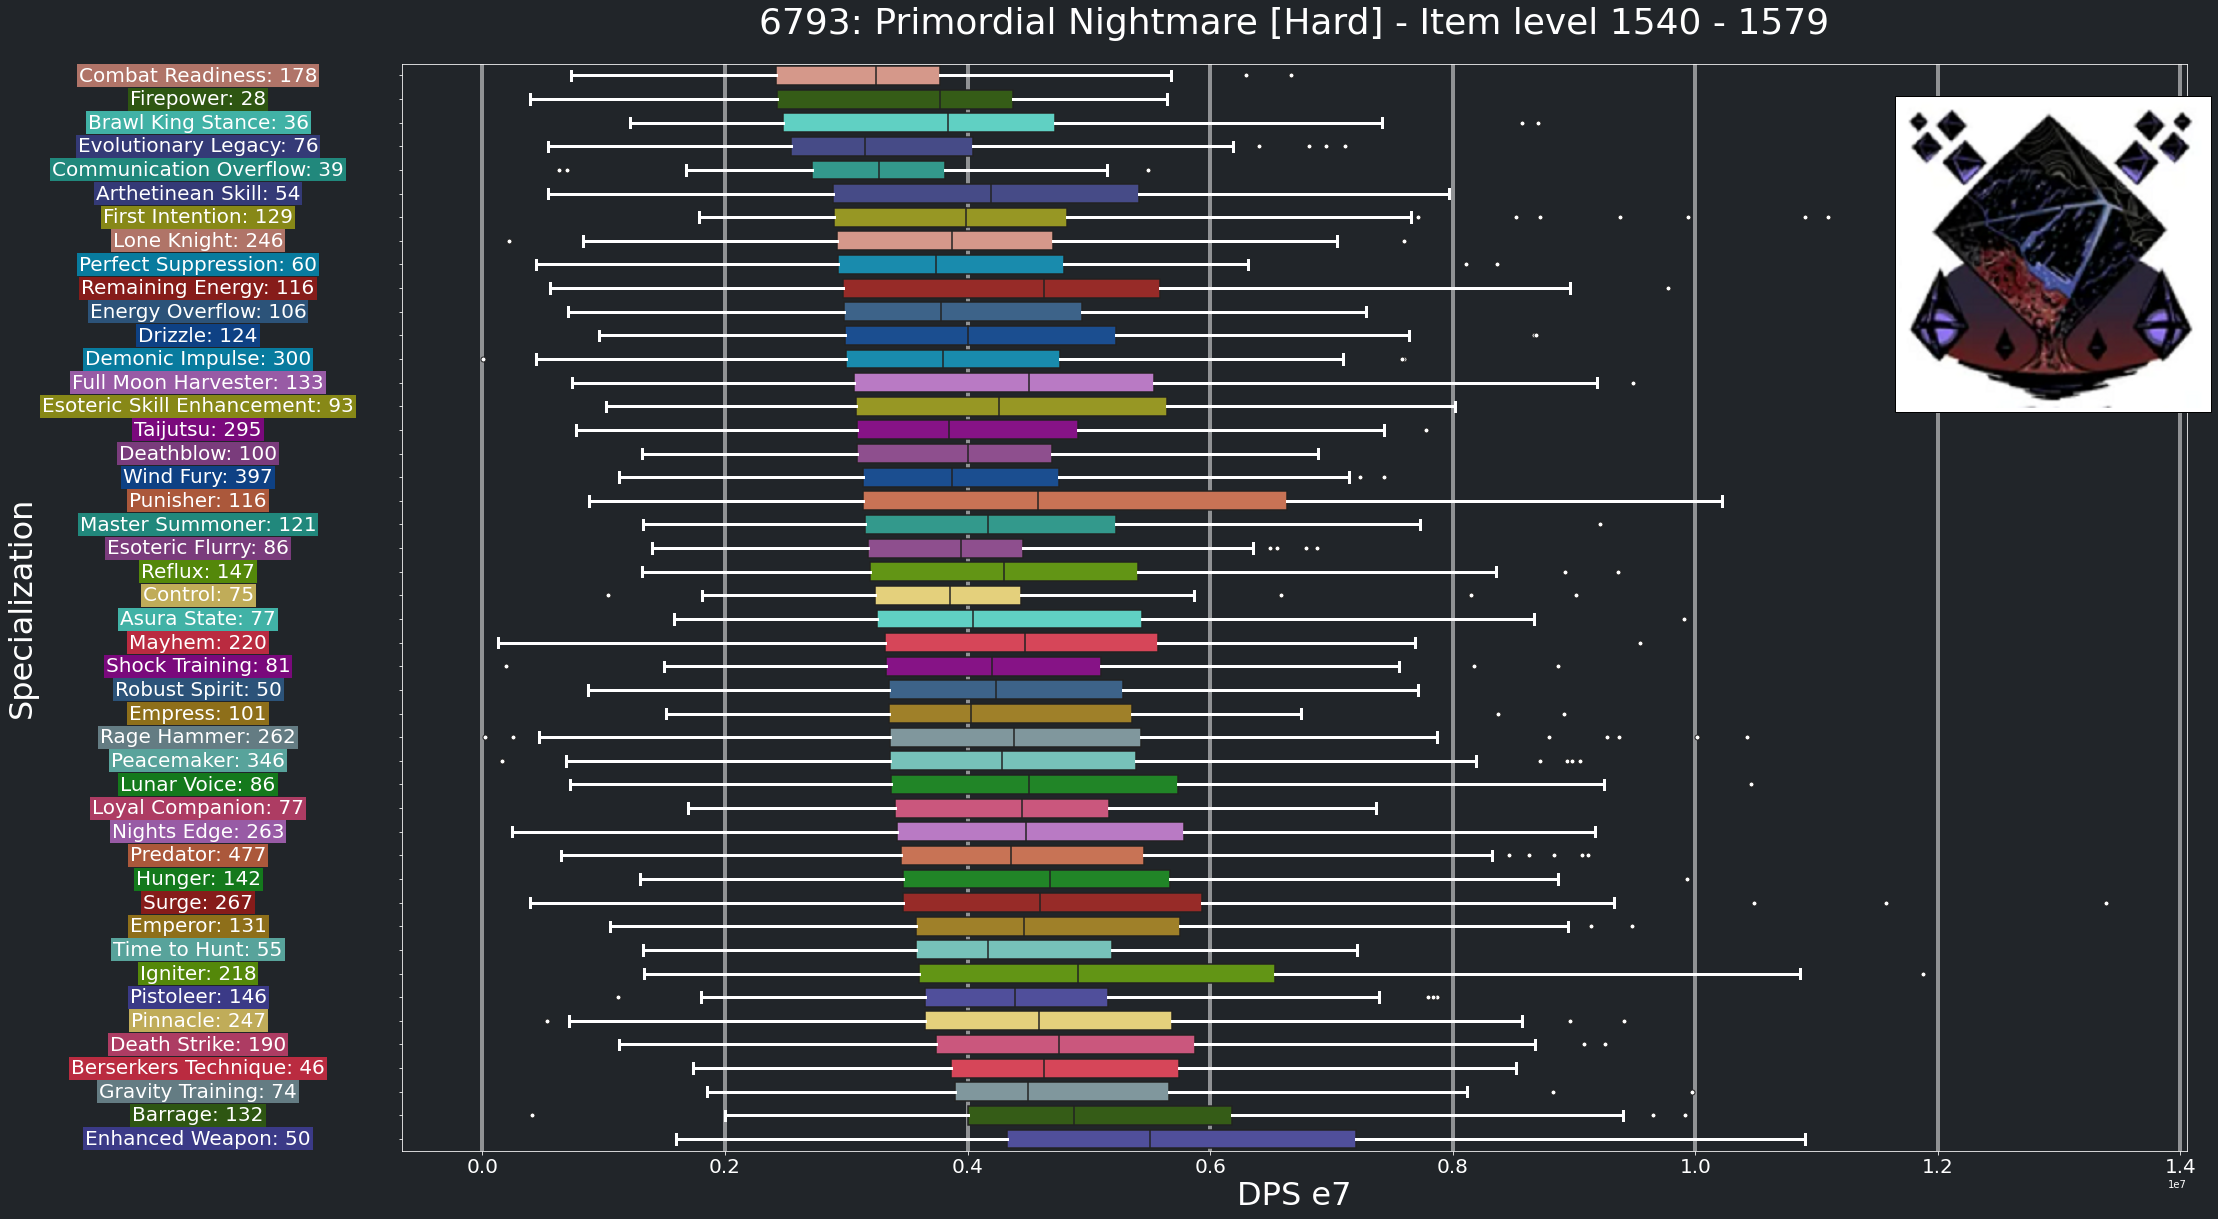 6793: Primordial Nightmare [Hard] - Item level 1540 - 1579
Combat Readiness: 178
Firepower: 28
Brawl King Stance: 36
Evolutionary Legacy: 76
Communication Overflow: 39
Arthetinean Skill: 54
First Intention: 129
Lone Knight: 246
Perfect Suppression: 60
Remaining Energy: 116
Energy Overflow: 106
Drizzle: 124
Demonic Impulse: 300
Full Moon Harvester: 133
Esoteric Skill Enhancement: 93
Taijutsu: 295
Deathblow: 100
Wind Fury: 397
Punisher: 116
Master Summoner: 121
Esoteric Flurry: 86
Reflux: 147
Control: 75
Asura State: 77
Mayhem: 220
Shock Training: 81
Robust Spirit: 50
Empress: 101
Rage Hammer: 262
Peacemaker: 346
Lunar Voice: 86
Loyal Companion: 77
Nights Edge: 263
Predator: 477
Hunger: 142
Surge: 267
Emperor: 131
Time to Hunt: 55
Igniter: 218
Pistoleer: 146
Pinnacle: 247
Death Strike: 190
Berserkers Technique: 46
Gravity Training: 74
Barrage: 132
Enhanced Weapon: 50
Specialization
0.0 0.2 0.4 0.6 0.8 1.0 1.2 1.4
1e7
DPS e7